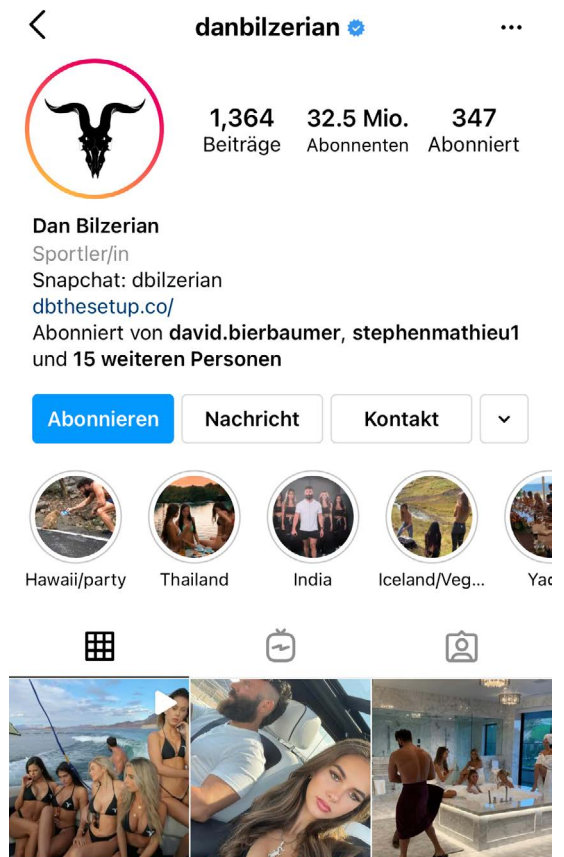 danbilzerian
1,364 32.5 Mio. 347
Beiträge Abonnenten Abonniert
Dan Bilzerian
Sportler/in
Snapchat: dbilzerian
dbthesetup.co/
Abonniert von david.bierbaumer, stephenmathieu1
und 15 weiteren Personen
Abonnieren Nachricht Kontakt
Hawaii/party Thailand India Iceland/Veg...